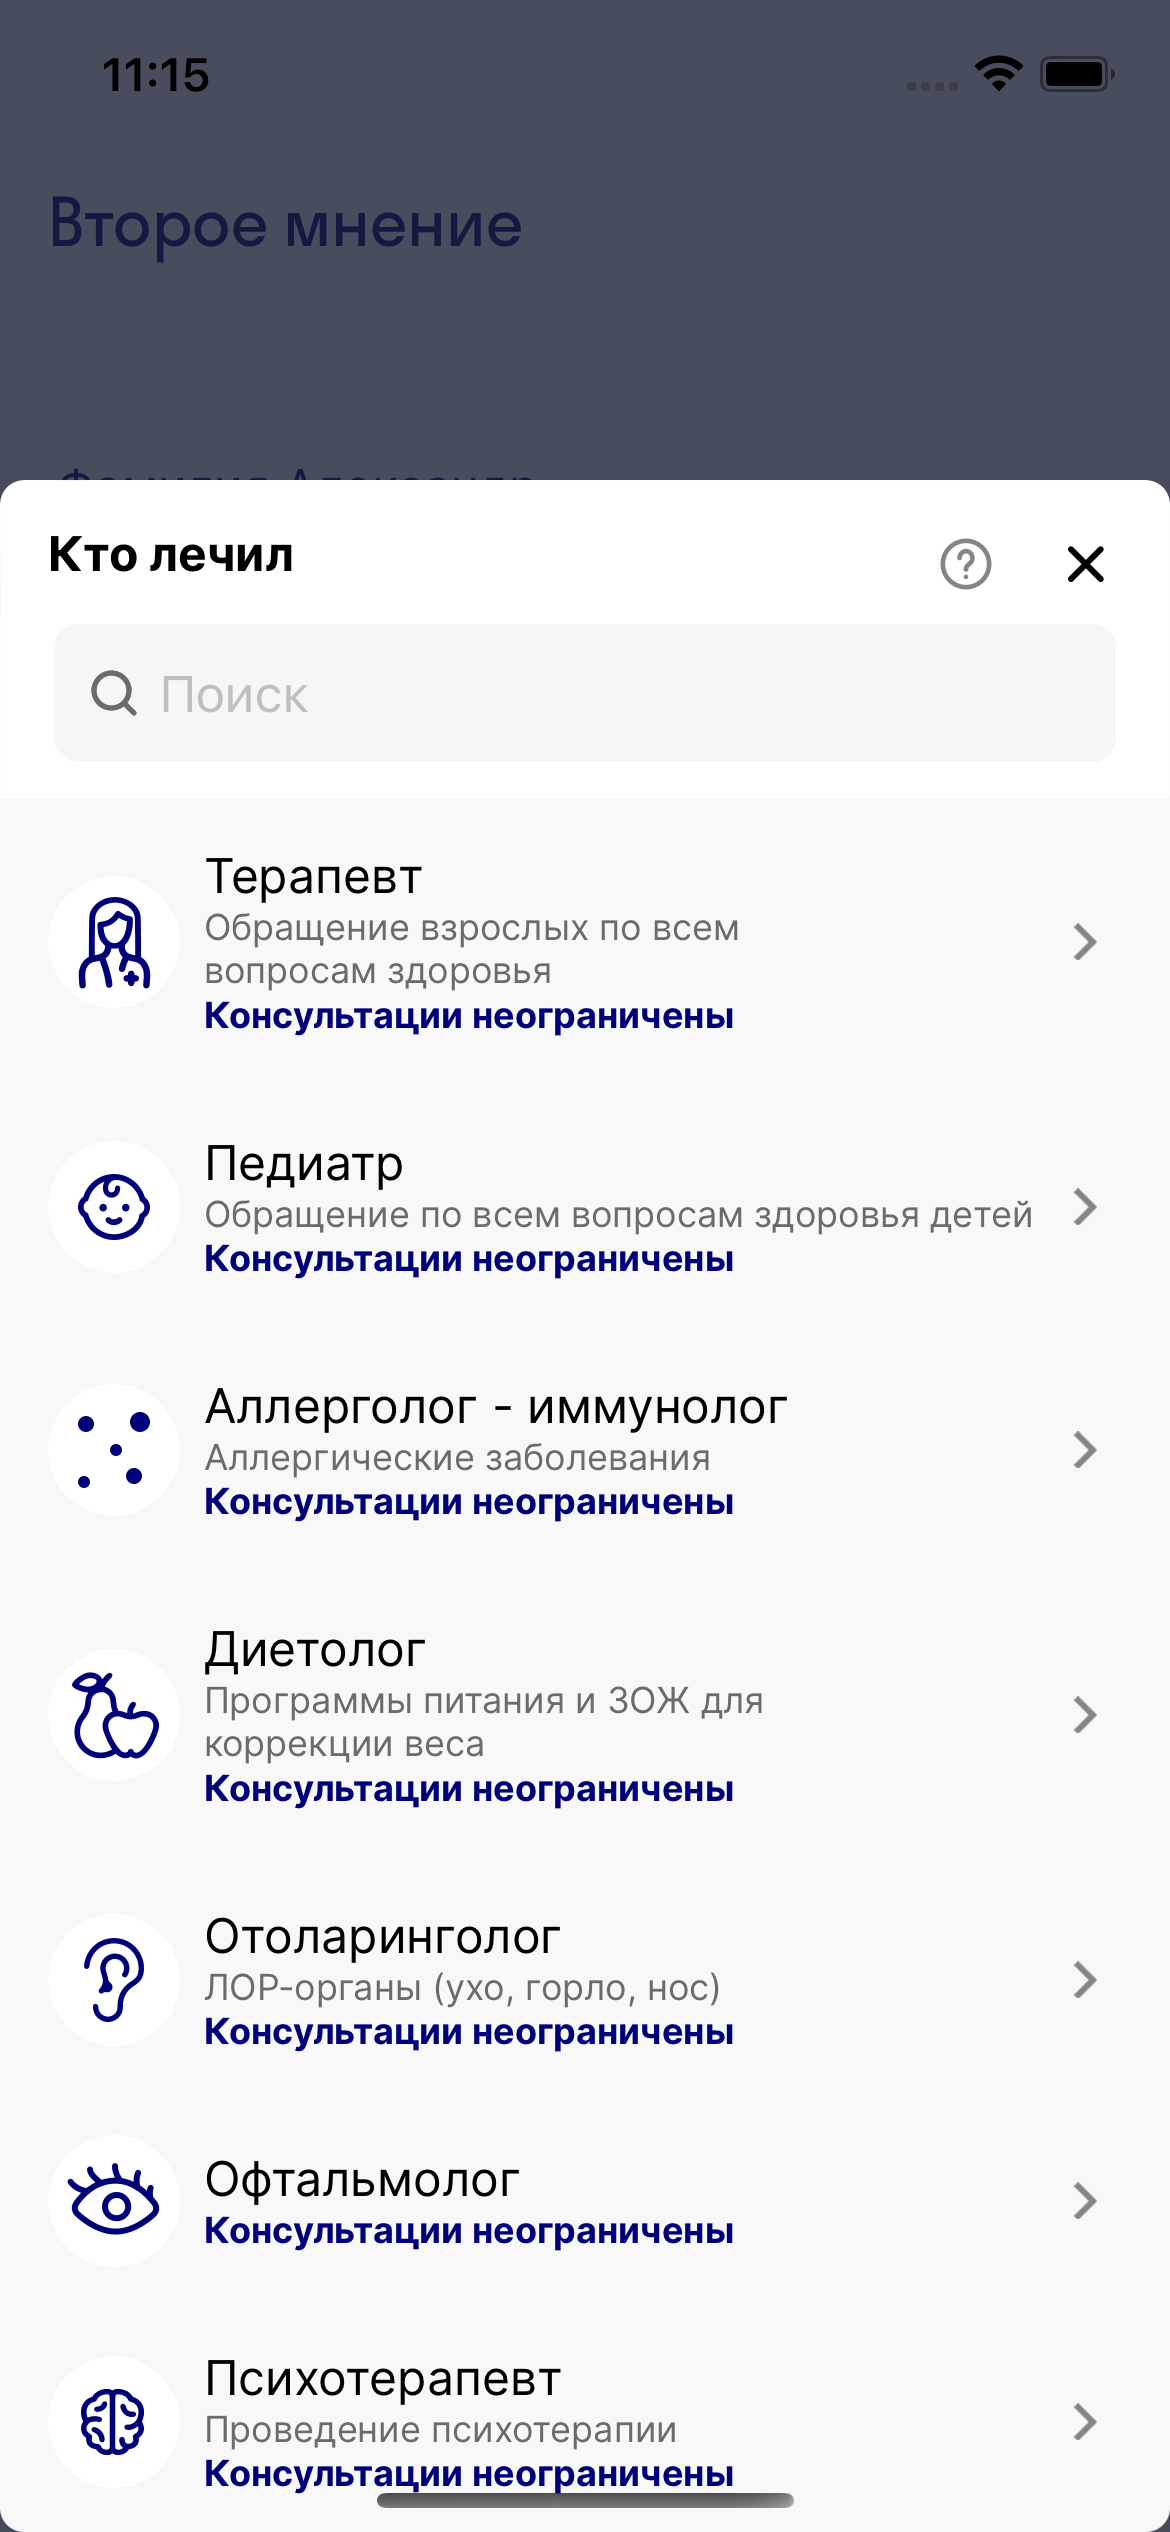 11:15
Второе мнение
Фамилия Александр
Кто лечил
Поиск
Терапевт
Обращение взрослых по всем
вопросам здоровья
Консультации неограничены
Педиатр
Обращение по всем вопросам здоровья детей
Консультации неограничены
Аллерголог - иммунолог
Аллергические заболевания
Консультации неограничены
Диетолог
Программы питания и ЗОЖ для
коррекции веса
Консультации неограничены
Отоларинголог
ЛОР-органы (ухо, горло, нос)
Консультации неограничены
Офтальмолог
Консультации неограничены
Психотерапевт
Проведение психотерапии
Консультации неограничены